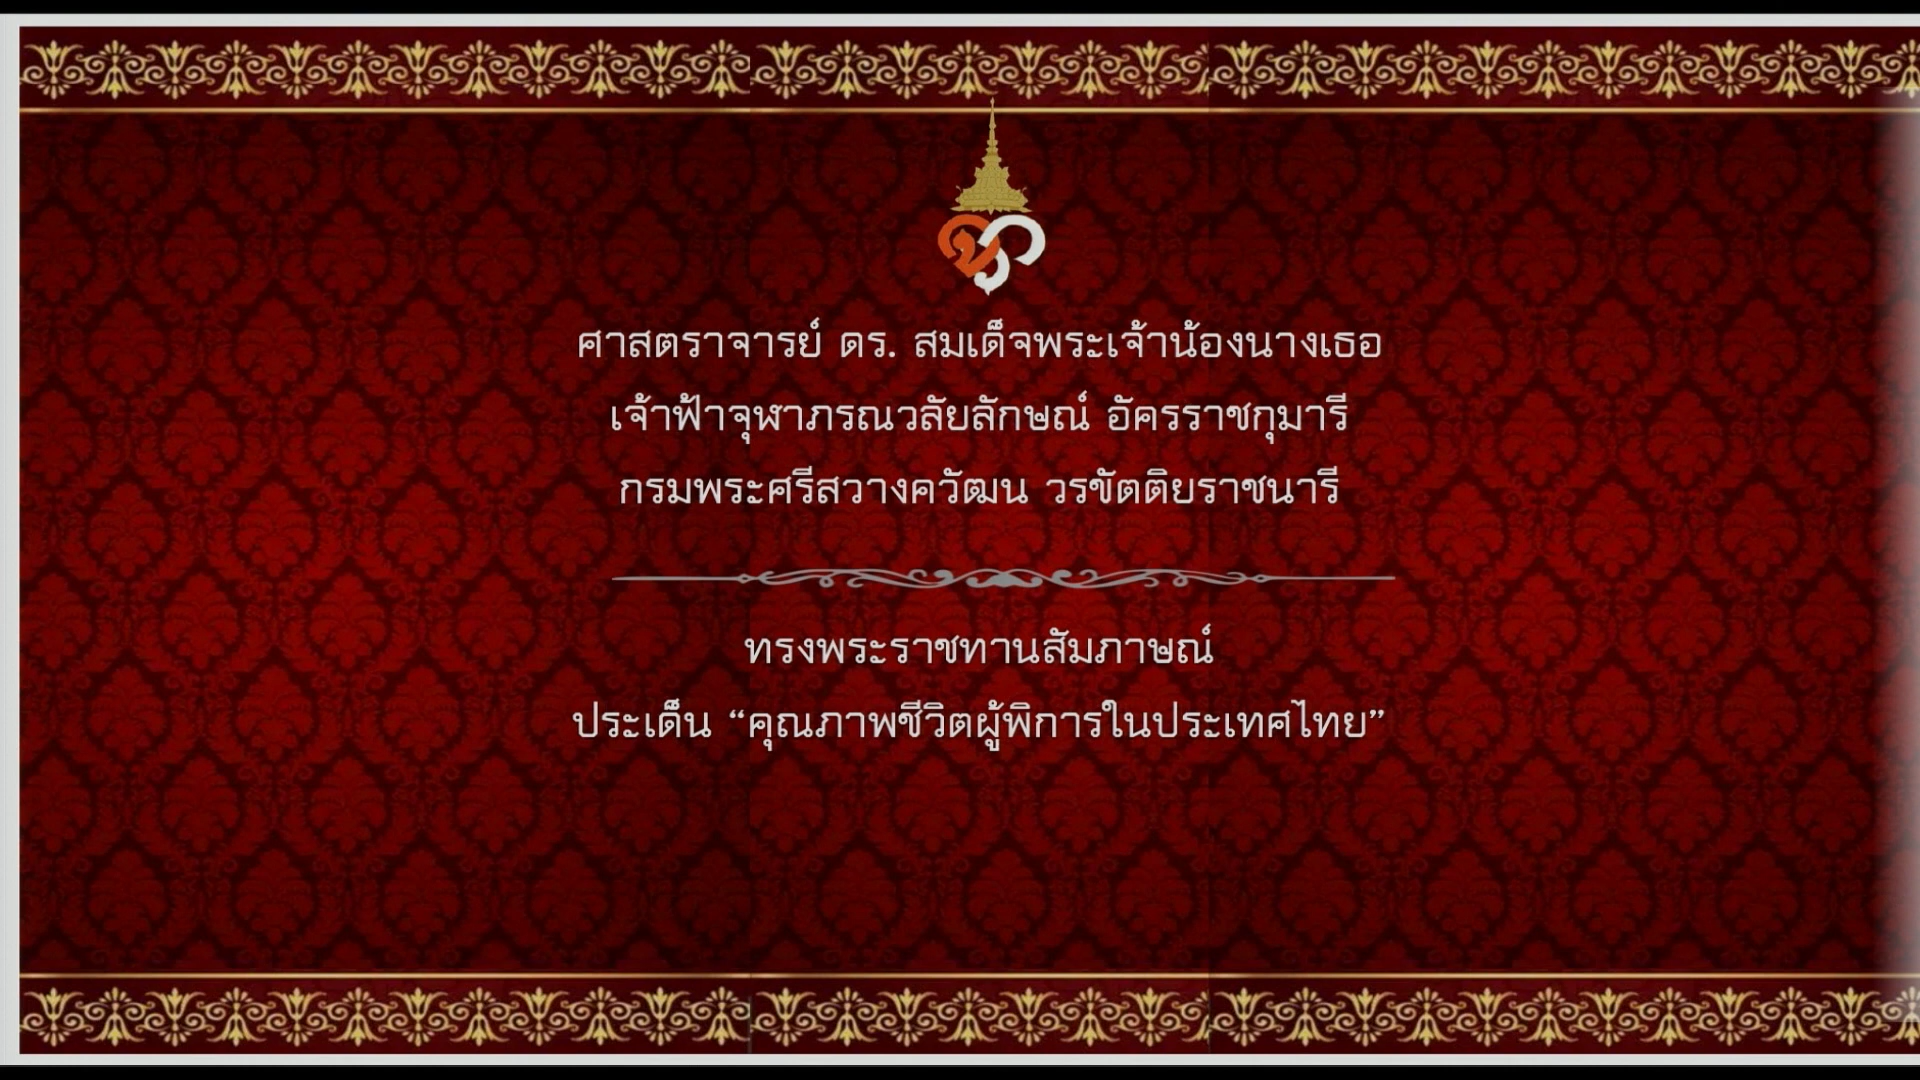 ศาสตราจารย์ ดร. สมเด็จพระเจ้าน้องนางเธอ
เจ้าฟ้าจุฬาภรณวลัยลักษณ์ อัครราชกุมารี
กรมพระศรีสวางควัฒน วรขัตติยราชนารี
ทรงพระราชทานสัมภาษณ์
ประเด็น “คุณภาพชีวิตผู้พิการในประเทศไทย”